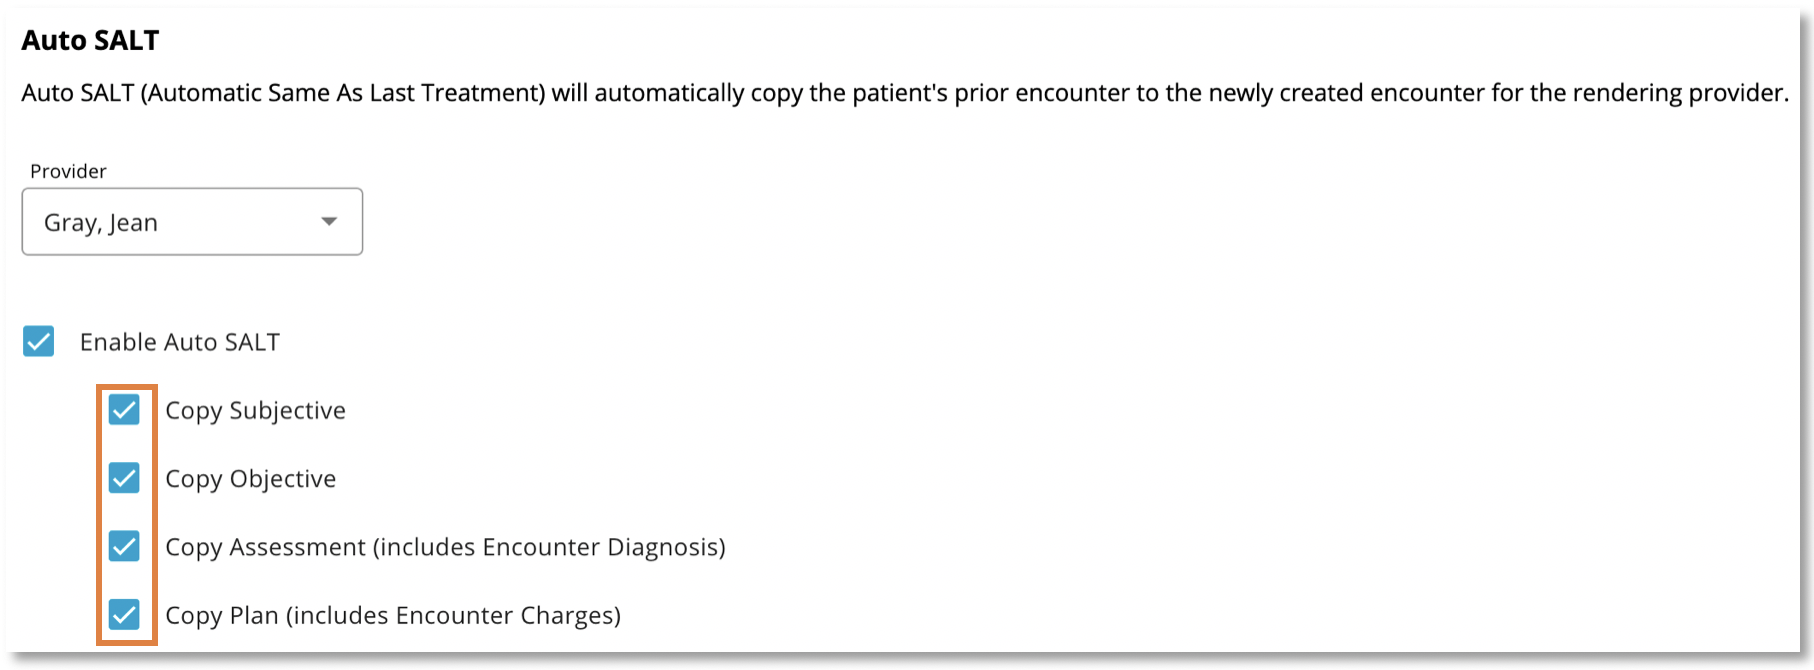 Auto SALT
Auto SALT (Automatic Same As Last Treatment) will automatically copy the patient's prior encounter to the newly created encounter for the rendering provider.
Provider
Gray, Jean
Enable Auto SALT
Copy Subjective
Copy Objective
Copy Assessment (includes Encounter Diagnosis)
Copy Plan (includes Encounter Charges)